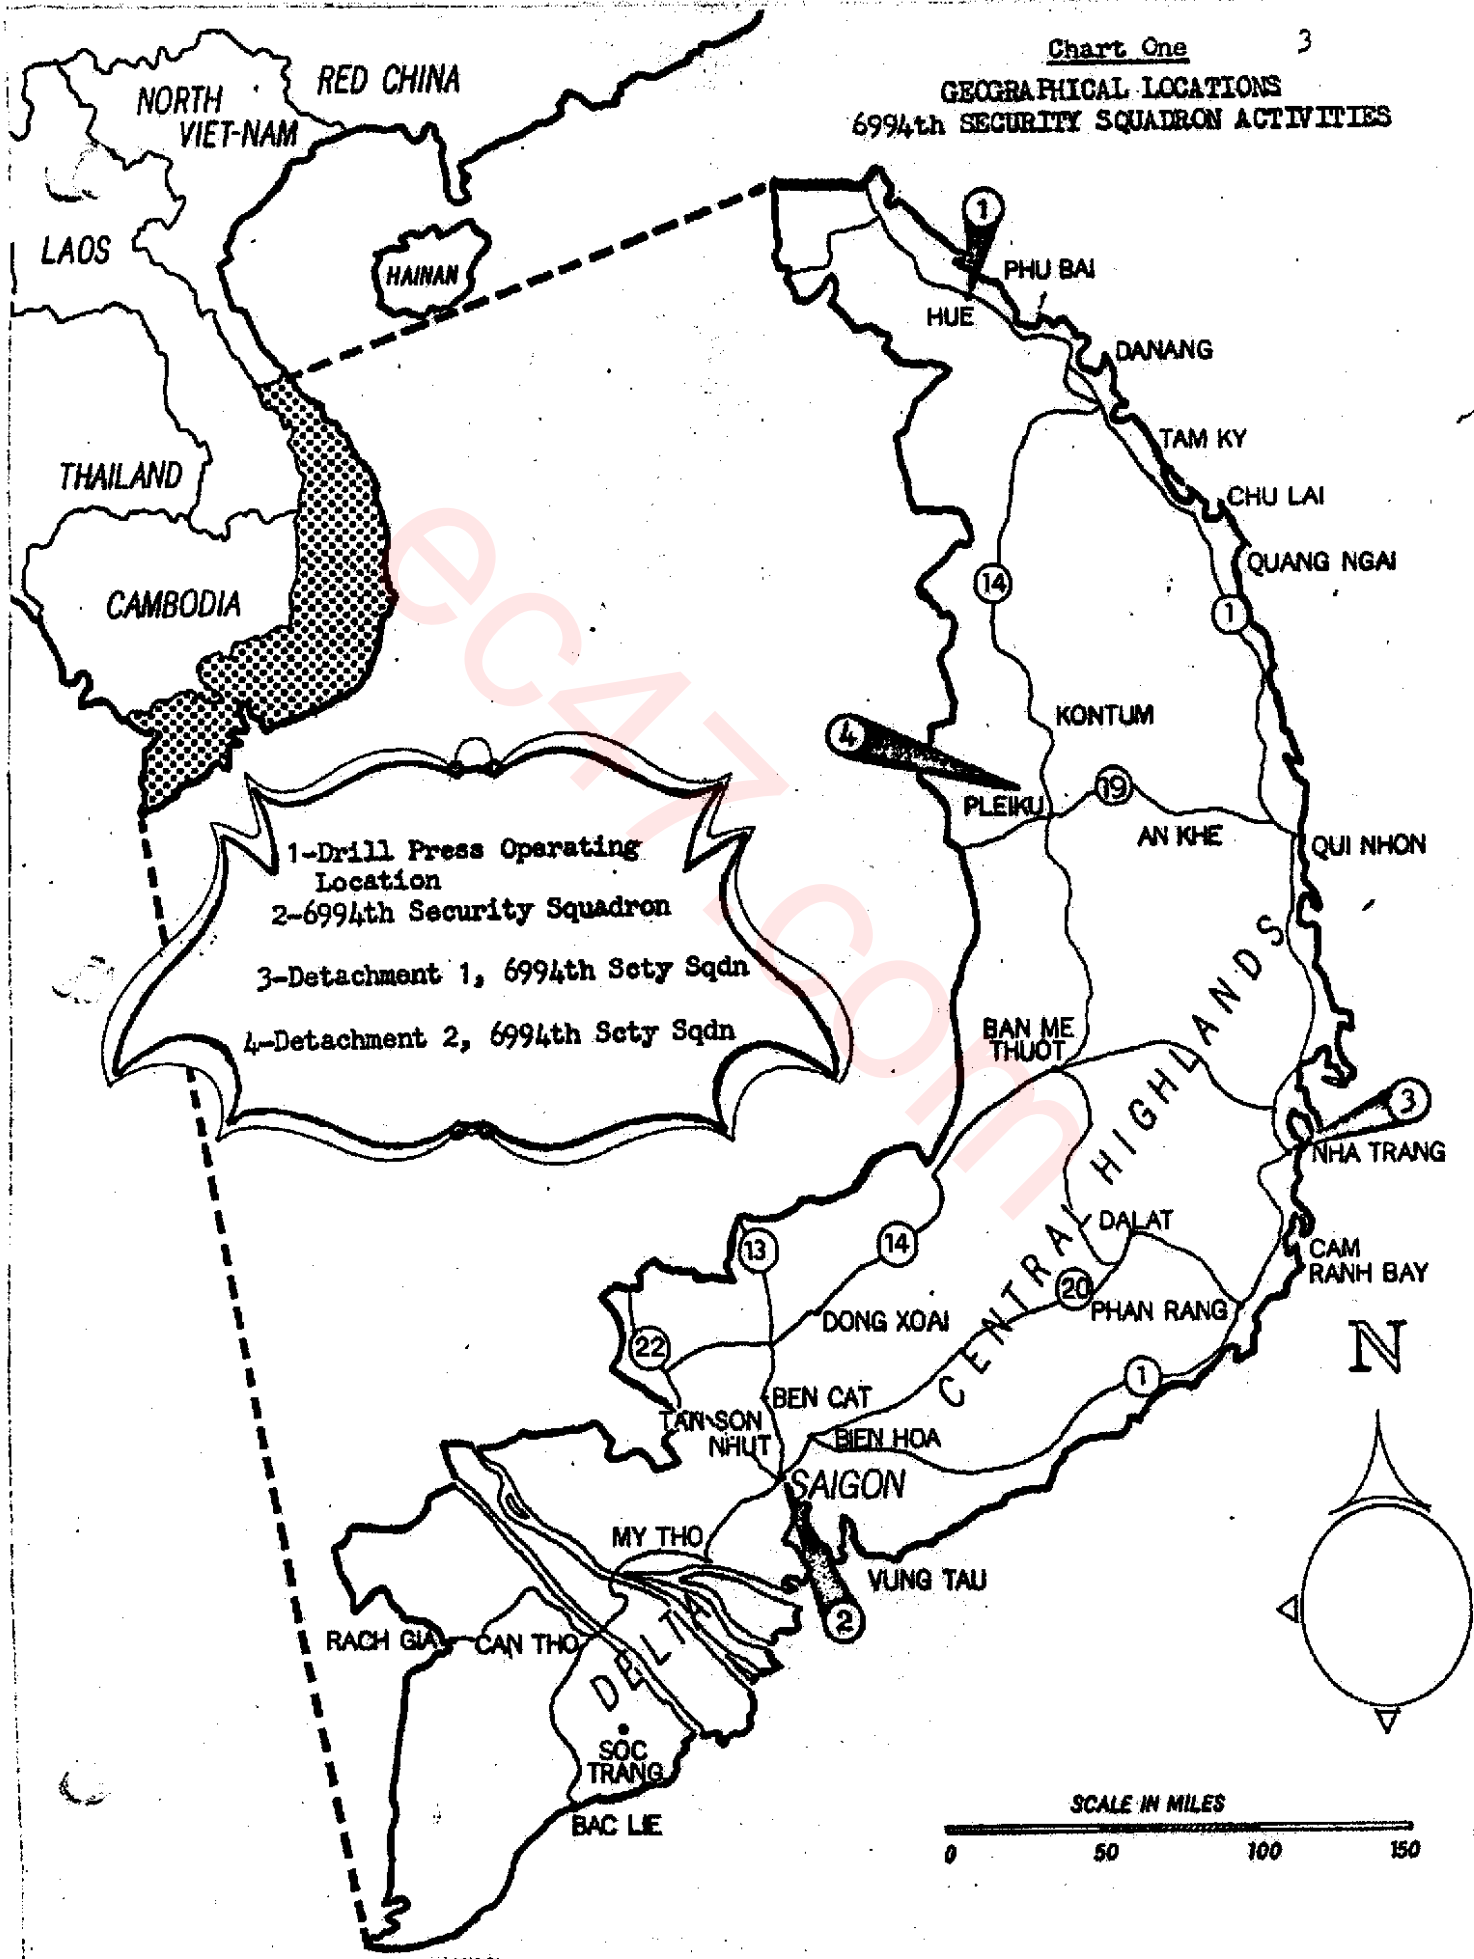 Chart One
3
GEOGRAPHICAL LOCATIONS
6994th SECURITY SQUADRON ACTIVITIES
RED CHINA
NORTH
VIET-NAM
LAOS
HAINAN
THAILAND
CAMBODIA
1
PHU BAI
HUE
DANANG
TAM KY
CHU LAI
QUANG NGAI
14
1
KONTUM
4
PLEIKU
19
AN KHE
QUI NHON
1-Drill Press Operating
Location
2-6994th Security Squadron
3-Detachment 1, 6994th Scty Sqdn
4-Detachment 2, 6994th Scty Sqdn
BAN ME
THUOT
CENTRAL HIGHLANDS
3
NHA TRANG
DALAT
CAM
RANH BAY
13
14
20
PHAN RANG
DONG XOAI
22
1
N
BEN CAT
TAN SON
NHUT
BIEN HOA
SAIGON
MY THO
VUNG TAU
2
RACH GIA
CAN THO
DELTA
SOC
TRANG
BAC LIE
SCALE IN MILES
0 50 100 150
ec47.com